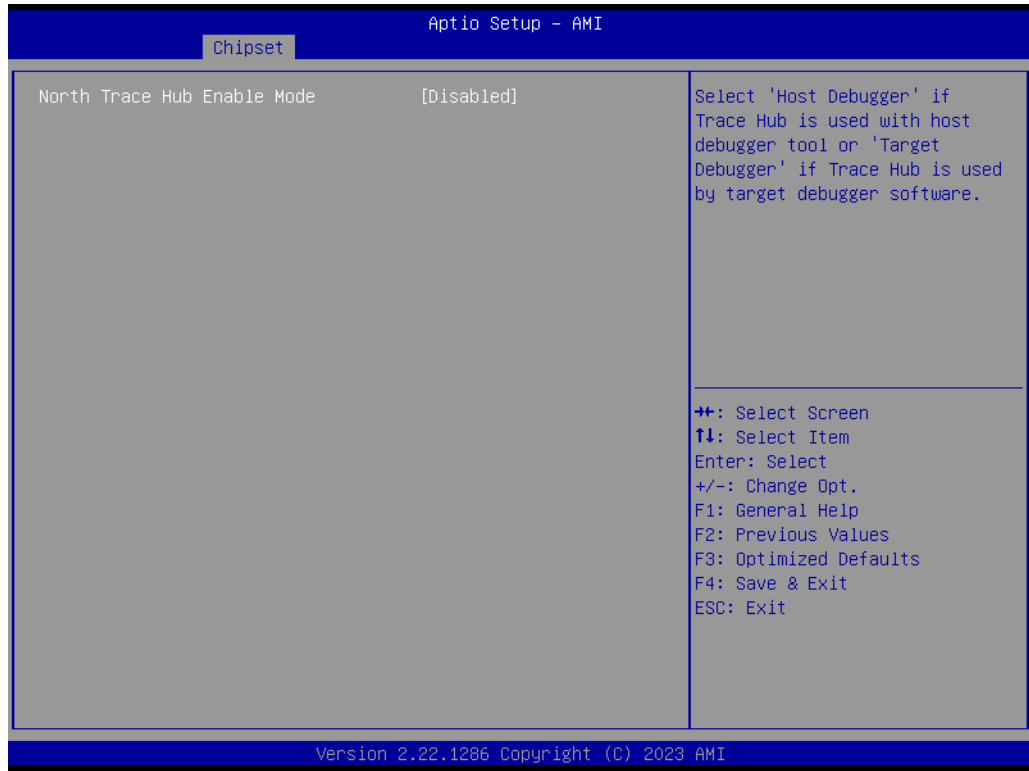 Aptio Setup – AMI
Chipset
North Trace Hub Enable Mode [Disabled]
Select 'Host Debugger' if
Trace Hub is used with host
debugger tool or 'Target
Debugger' if Trace Hub is used
by target debugger software.
→←: Select Screen
↑↓: Select Item
Enter: Select
+/-: Change Opt.
F1: General Help
F2: Previous Values
F3: Optimized Defaults
F4: Save & Exit
ESC: Exit
Version 2.22.1286 Copyright (C) 2023 AMI